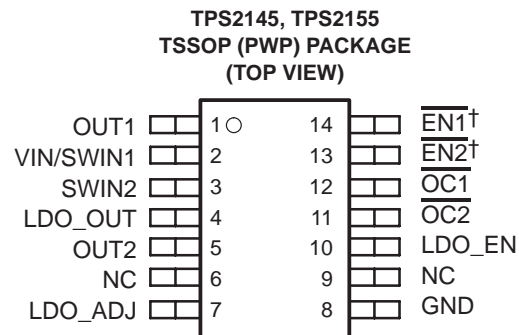 TPS2145, TPS2155
TSSOP (PWP) PACKAGE
(TOP VIEW)
OUT1 1 14 EN1†
VIN/SWIN1 2 13 EN2†
SWIN2 3 12 OC1
LDO_OUT 4 11 OC2
OUT2 5 10 LDO_EN
NC 6 9 NC
LDO_ADJ 7 8 GND